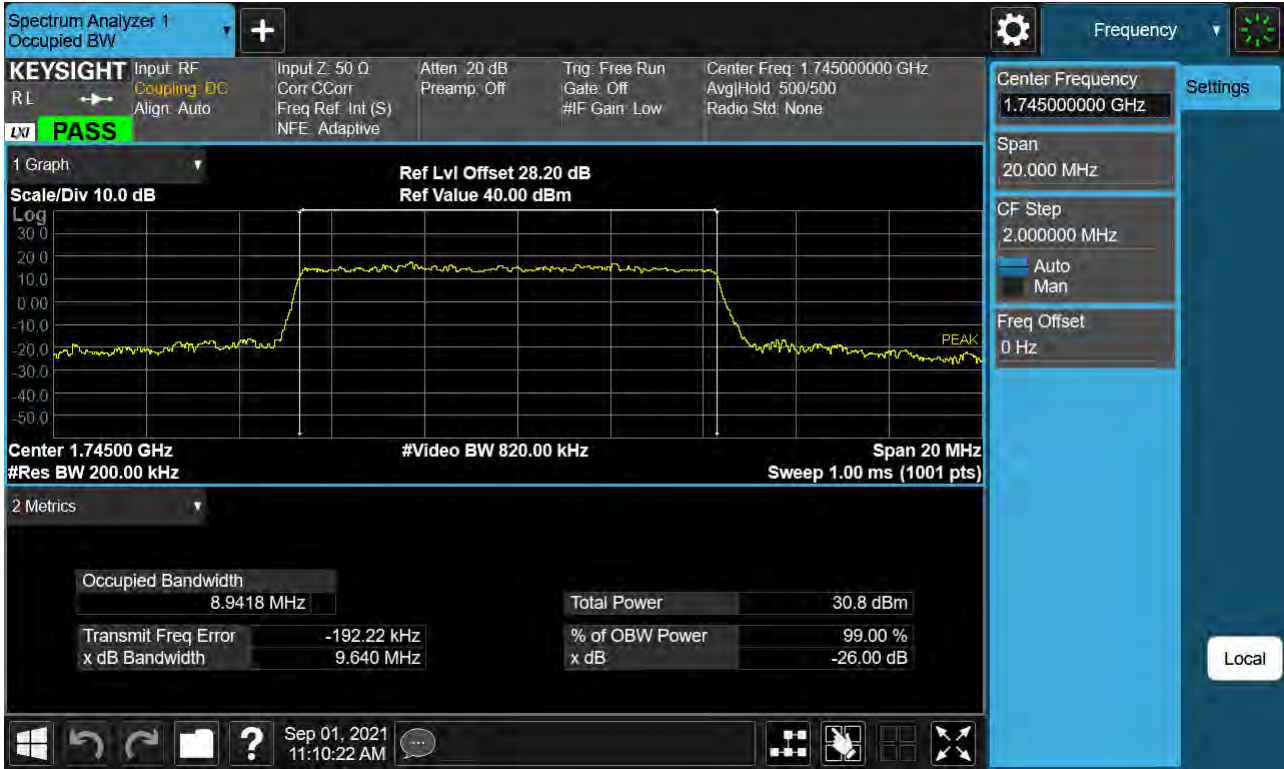 Spectrum Analyzer 1
Occupied BW
Frequency
KEYSIGHT
RL
LXI
PASS
Input: RF
Coupling: DC
Align: Auto
Input Z: 50 Ω
Corr CCorr
Freq Ref: Int (S)
NFE: Adaptive
Atten: 20 dB
Preamp: Off
Trig: Free Run
Gate: Off
#IF Gain: Low
Center Freq: 1.745000000 GHz
Avg|Hold: 500/500
Radio Std: None
1 Graph
Scale/Div 10.0 dB
Ref Lvl Offset 28.20 dB
Ref Value 40.00 dBm
Log
30.0
20.0
10.0
0.00
-10.0
-20.0
-30.0
-40.0
-50.0
PEAK
Center 1.74500 GHz
#Video BW 820.00 kHz
Span 20 MHz
#Res BW 200.00 kHz
Sweep 1.00 ms (1001 pts)
2 Metrics
Occupied Bandwidth
8.9418 MHz
Total Power 30.8 dBm
Transmit Freq Error -192.22 kHz
% of OBW Power 99.00 %
x dB Bandwidth 9.640 MHz
x dB -26.00 dB
Center Frequency
1.745000000 GHz
Settings
Span
20.000 MHz
CF Step
2.000000 MHz
Auto
Man
Freq Offset
0 Hz
Local
?
Sep 01, 2021
11:10:22 AM